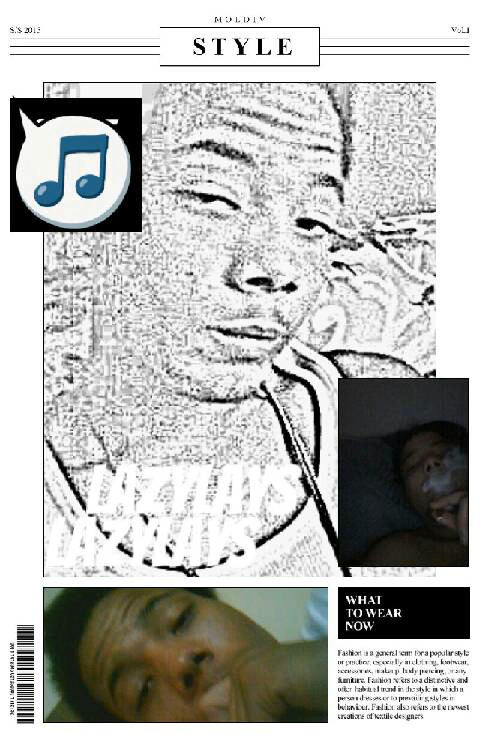 MOLDIV
S/S 2015
STYLE
Vol.1
LAZYLAYS
LAZYLAYS
WHAT
TO WEAR
NOW
Fashion is a general term for a popular style
or practice, especially in clothing, footwear,
accessories, makeup, body piercing, many
furniture. Fashion refers to a distinctive and
often habitual trend in the style in which a
person dresses or to prevailing styles in
behaviour. Fashion also refers to the newest
creations of textile designers